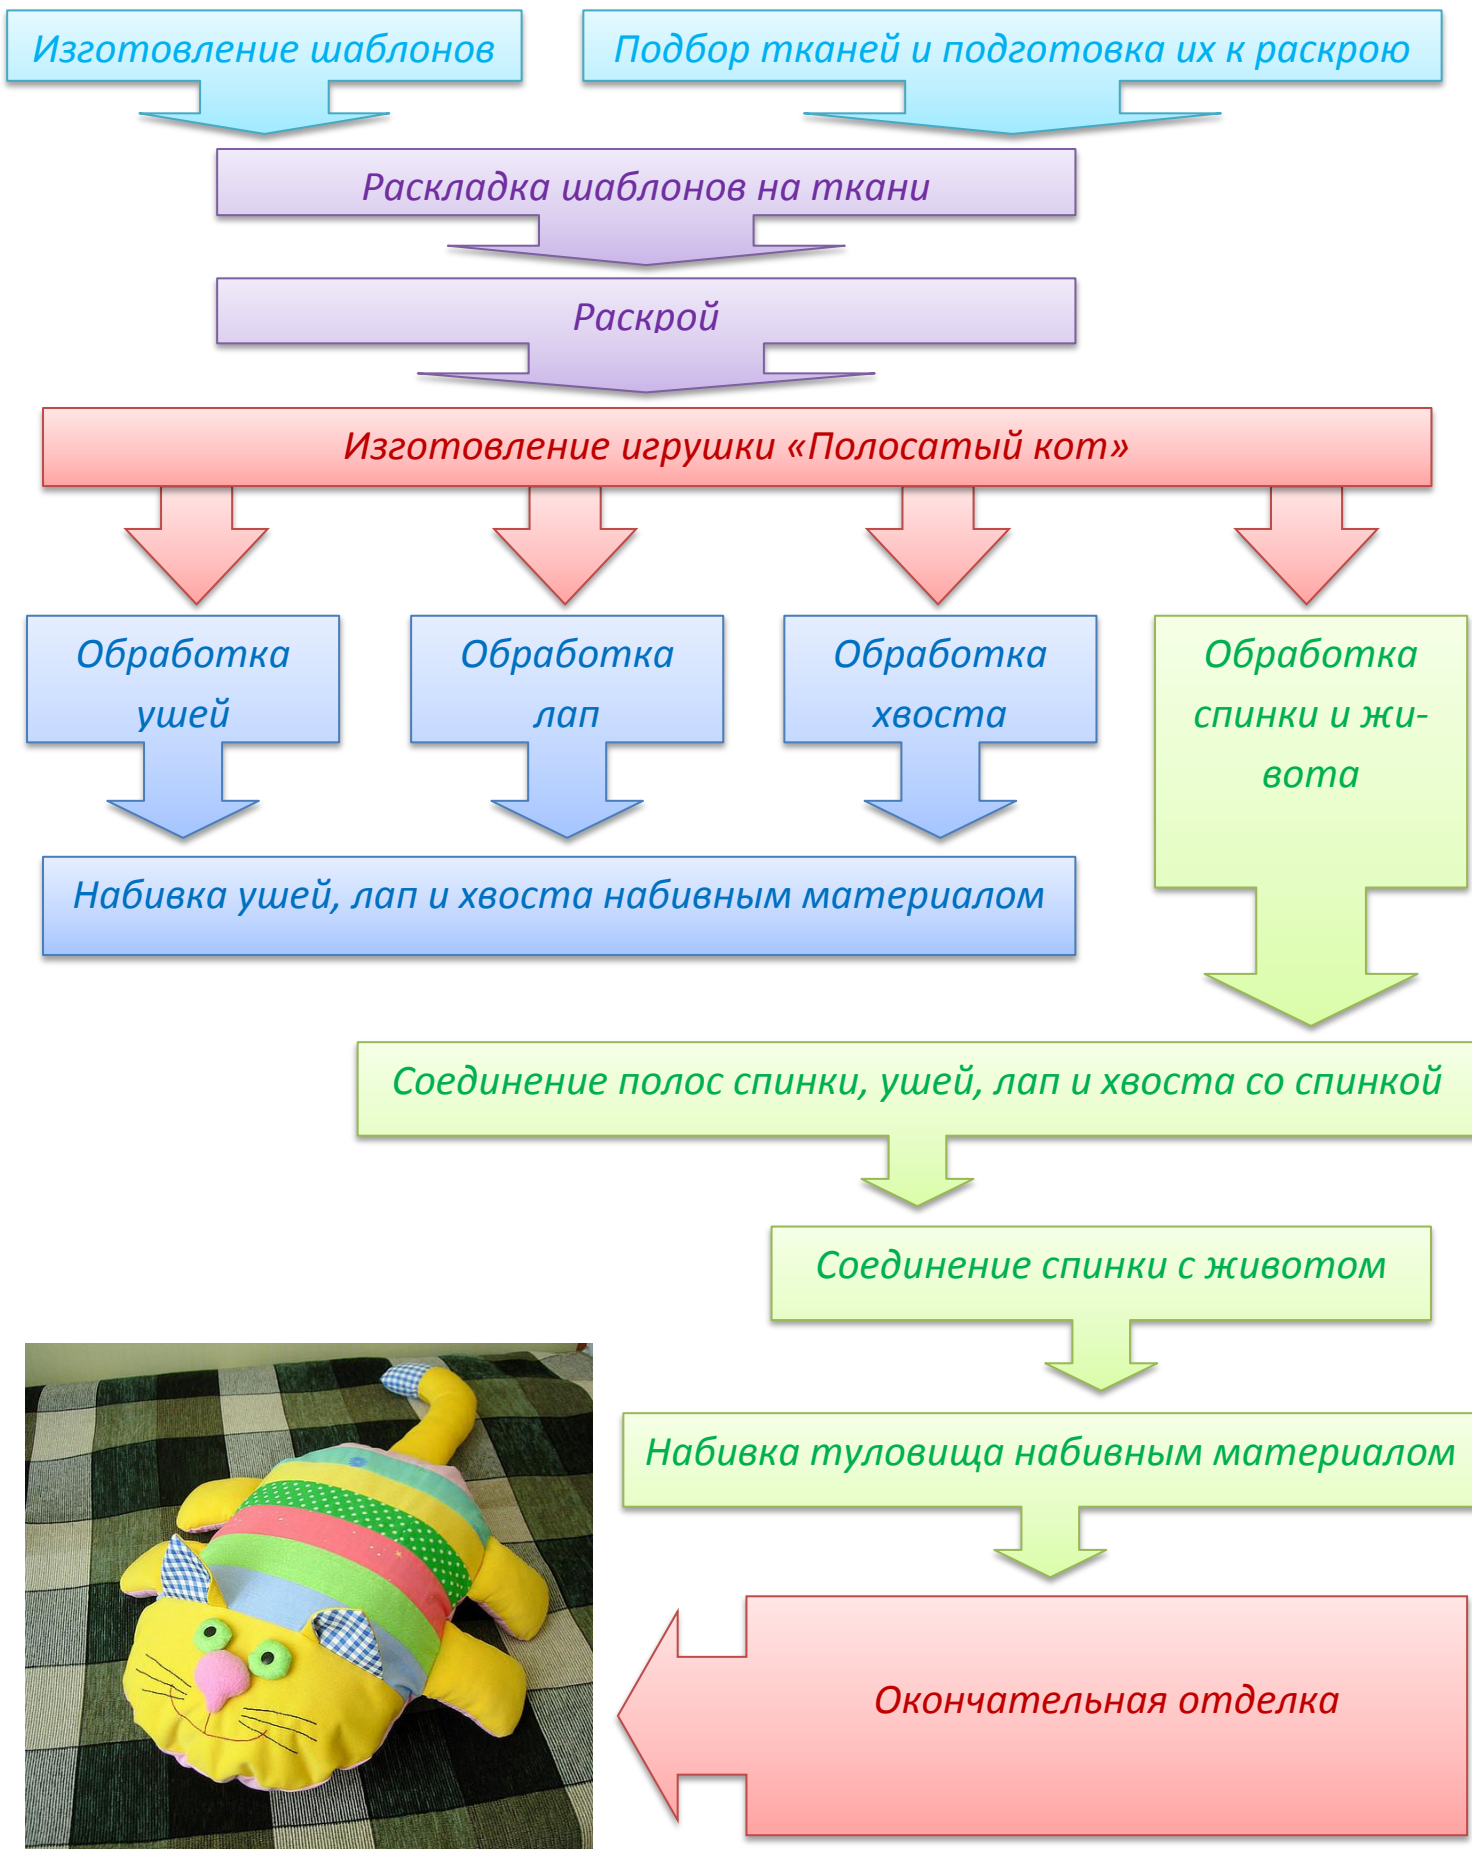 Изготовление шаблонов
Подбор тканей и подготовка их к раскрою
Раскладка шаблонов на ткани
Раскрой
Изготовление игрушки «Полосатый кот»
Обработка
ушей
Обработка
лап
Обработка
хвоста
Обработка
спинки и жи-
вота
Набивка ушей, лап и хвоста набивным материалом
Соединение полос спинки, ушей, лап и хвоста со спинкой
Соединение спинки с животом
Набивка туловища набивным материалом
Окончательная отделка